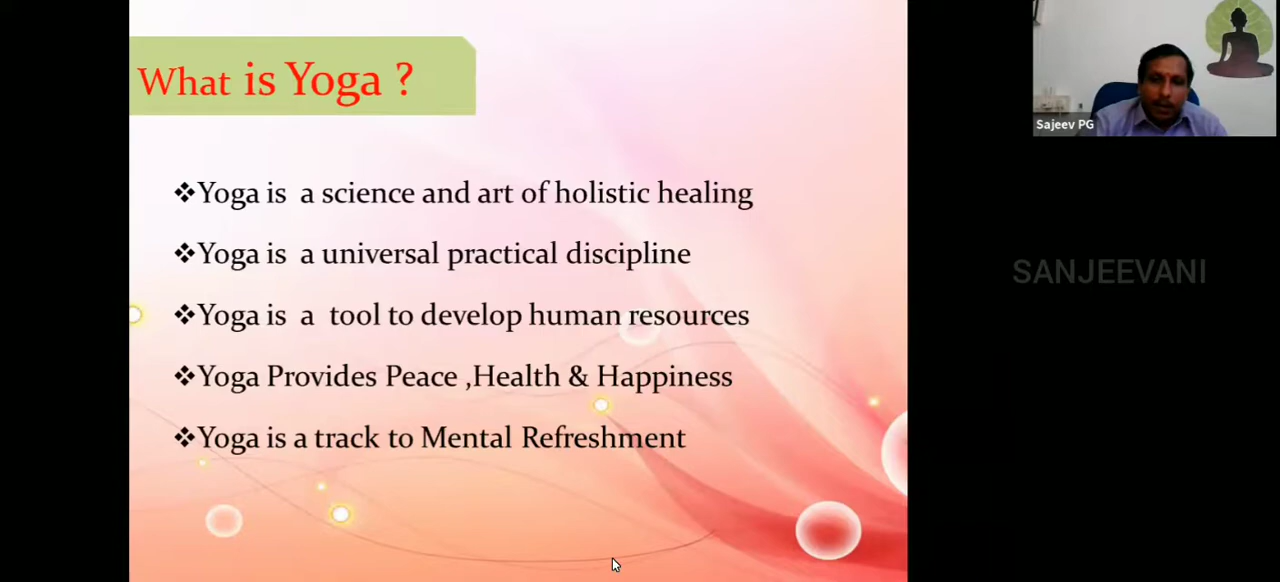 What is Yoga ?
❖Yoga is a science and art of holistic healing
❖Yoga is a universal practical discipline
❖Yoga is a tool to develop human resources
❖Yoga Provides Peace ,Health & Happiness
❖Yoga is a track to Mental Refreshment
Sajeev PG
SANJEEVANI